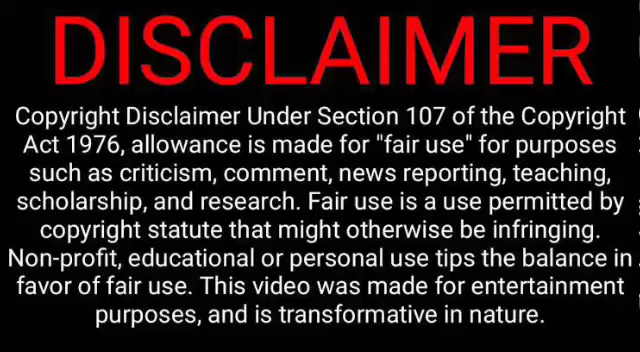 DISCLAIMER
Copyright Disclaimer Under Section 107 of the Copyright
Act 1976, allowance is made for "fair use" for purposes
such as criticism, comment, news reporting, teaching,
scholarship, and research. Fair use is a use permitted by
copyright statute that might otherwise be infringing.
Non-profit, educational or personal use tips the balance in
favor of fair use. This video was made for entertainment
purposes, and is transformative in nature.